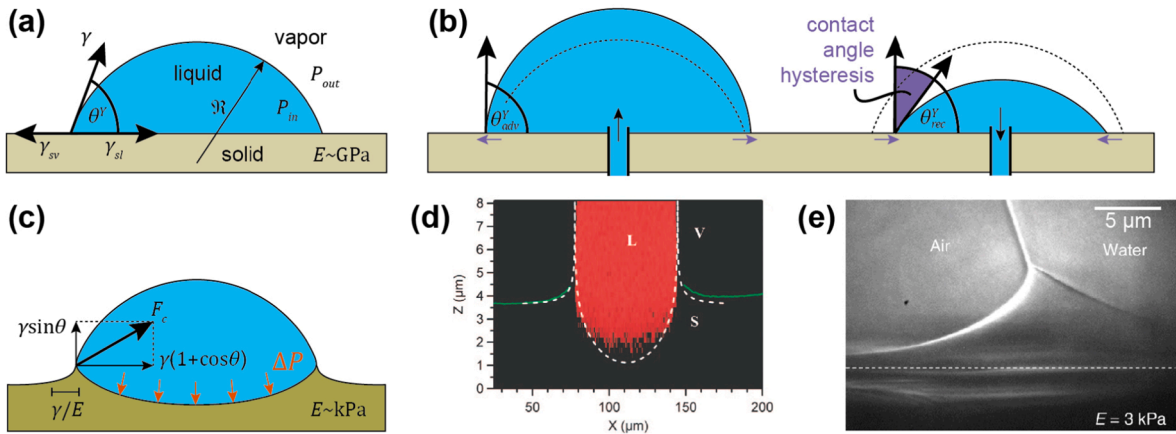 (a)
γ
vapor
liquid
P_out
ℜ
θ^Y
P_in
γ_sv
γ_sl
solid
E~GPa
(b)
contact
angle
hysteresis
θ^Y_adv
θ^Y_rec
(c)
F_c
γsinθ
γ(1+cosθ)
ΔP
γ/E
E~kPa
(d)
8
7
6
5
4
3
2
1
0
Z (µm)
L
V
S
50
100
150
200
X (µm)
(e)
5 µm
Air
Water
E = 3 kPa